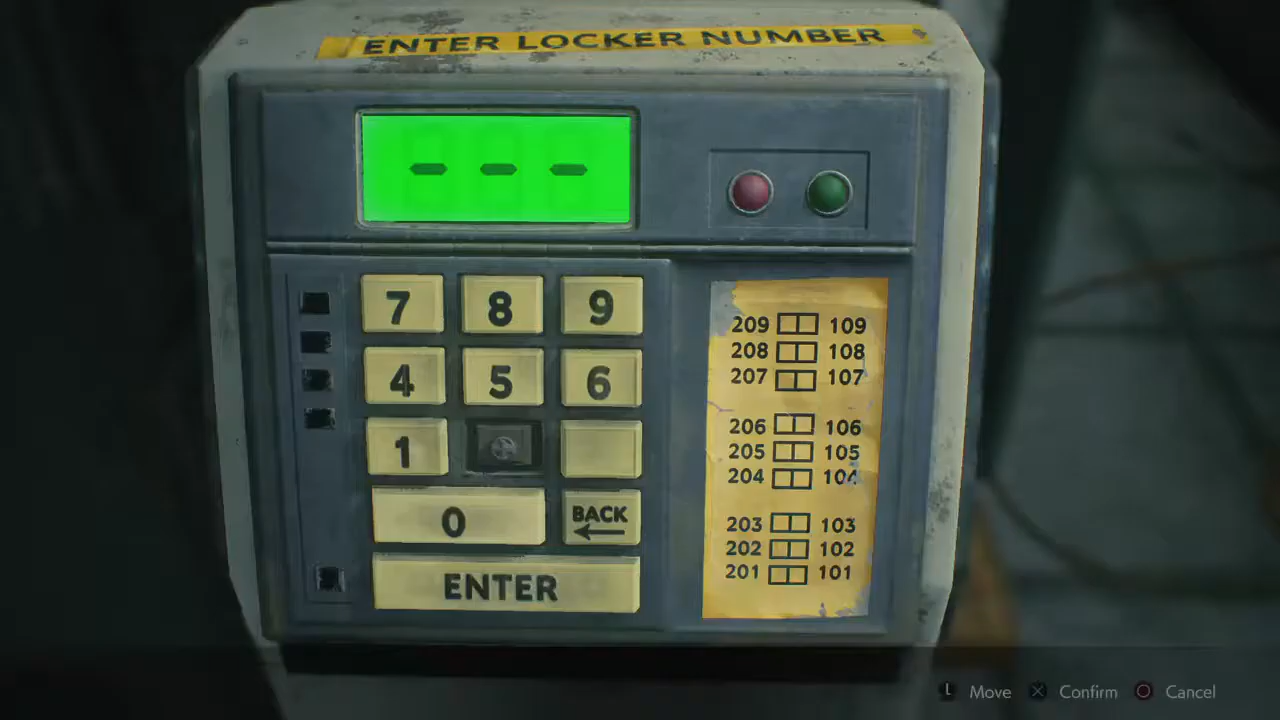 ENTER LOCKER NUMBER
- - -
7 8 9
4 5 6
1
0 BACK
ENTER
209 109
208 108
207 107
206 106
205 105
204 104
203 103
202 102
201 101
L Move Confirm Cancel